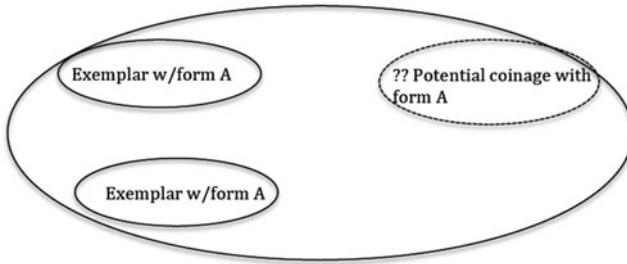 Exemplar w/form A
?? Potential coinage with
form A
Exemplar w/form A